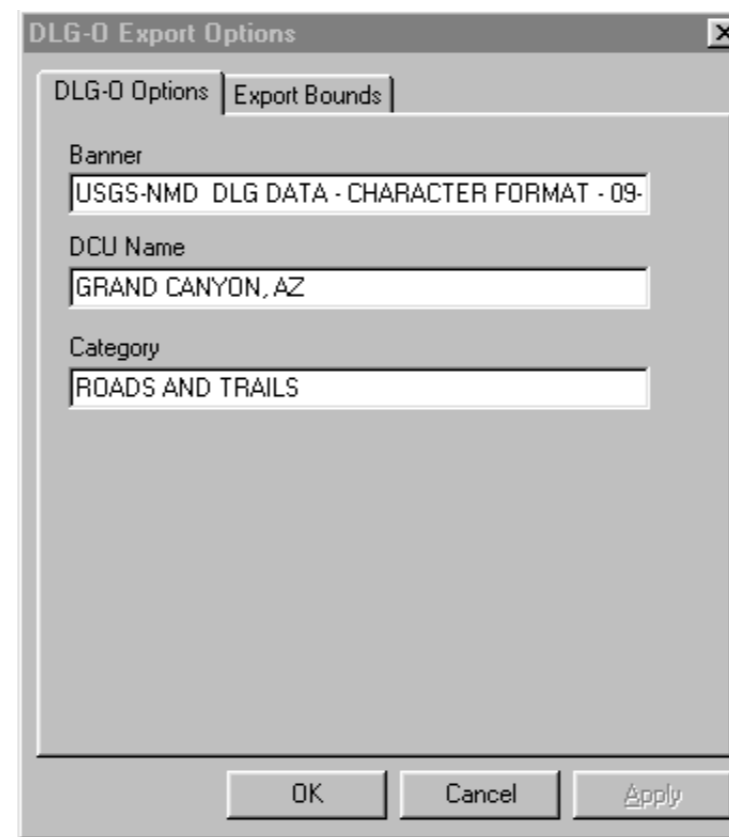 DLG-O Export Options
DLG-O Options Export Bounds
Banner
USGS-NMD  DLG DATA - CHARACTER FORMAT - 09-
DCU Name
GRAND CANYON, AZ
Category
ROADS AND TRAILS
OK Cancel Apply